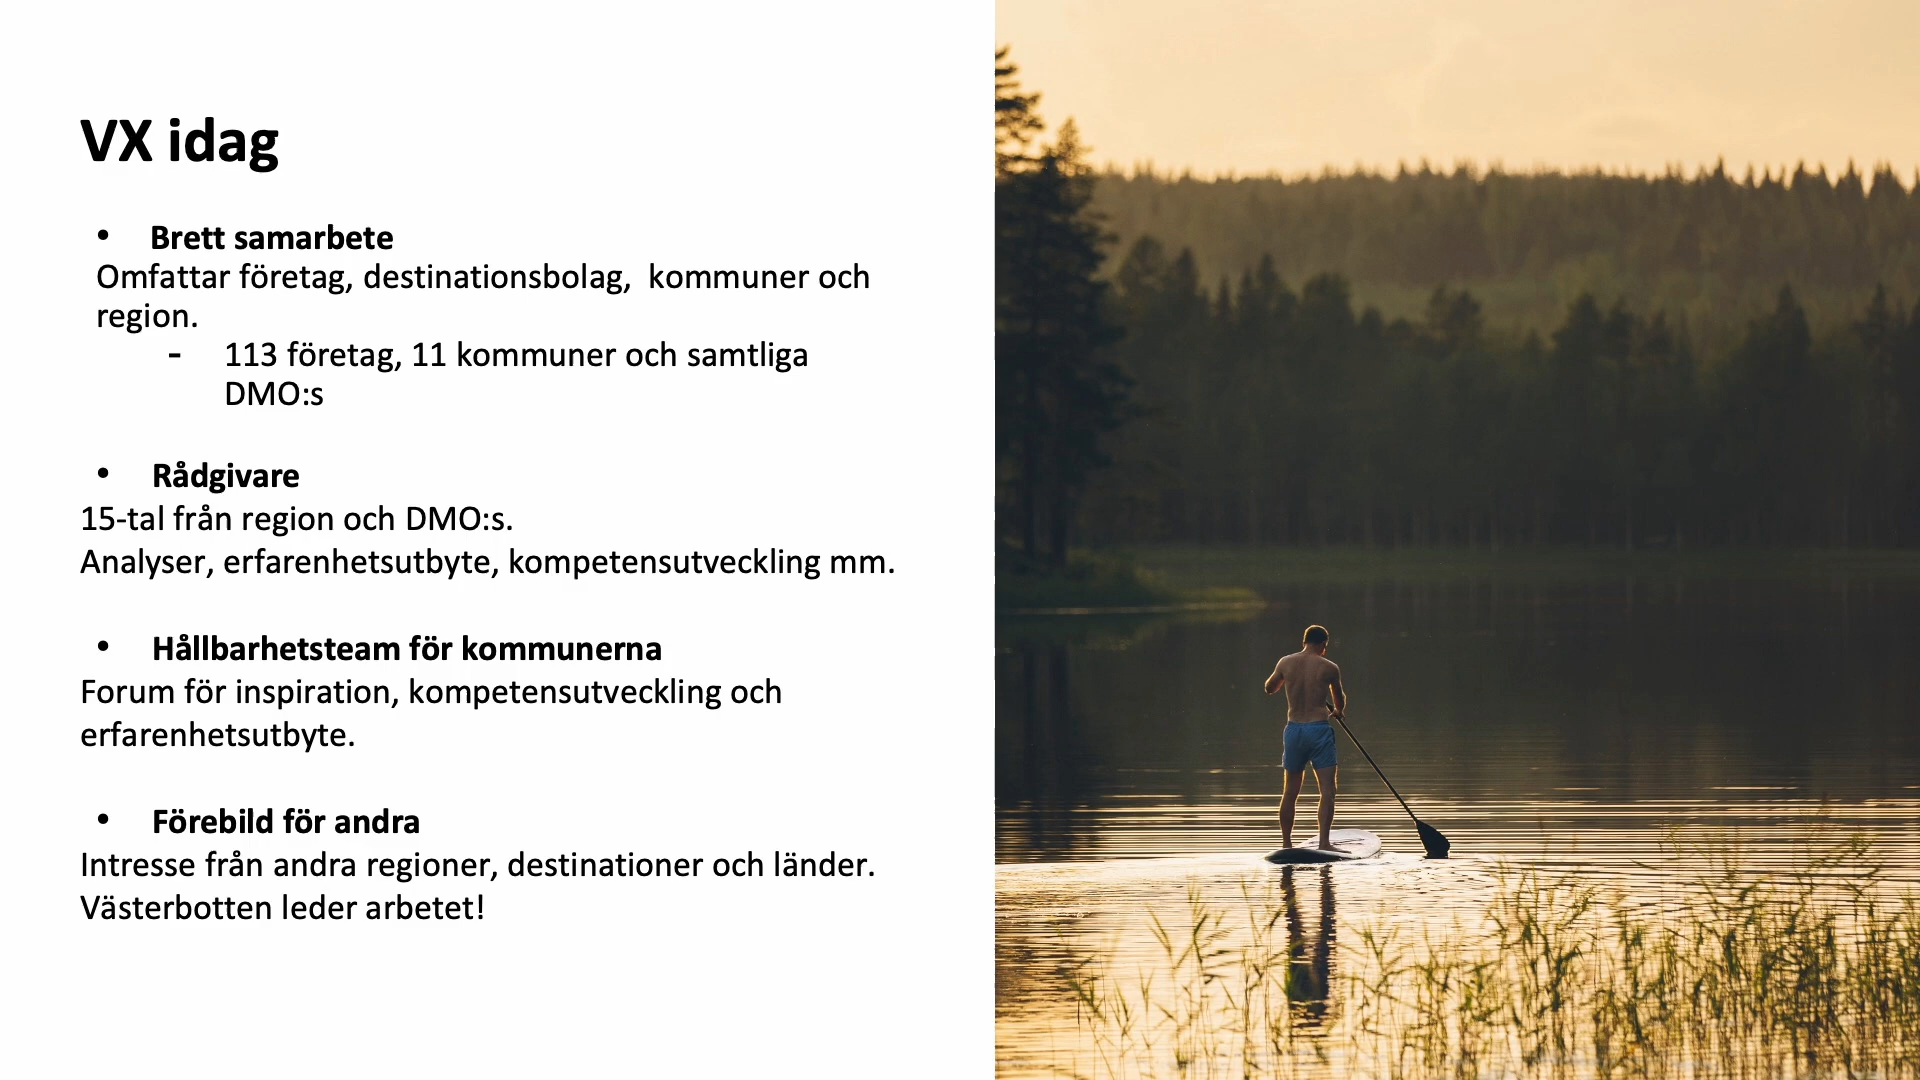 VX idag
• Brett samarbete
Omfattar företag, destinationsbolag,  kommuner och
region.
- 113 företag, 11 kommuner och samtliga
DMO:s
• Rådgivare
15-tal från region och DMO:s.
Analyser, erfarenhetsutbyte, kompetensutveckling mm.
• Hållbarhetsteam för kommunerna
Forum för inspiration, kompetensutveckling och
erfarenhetsutbyte.
• Förebild för andra
Intresse från andra regioner, destinationer och länder.
Västerbotten leder arbetet!